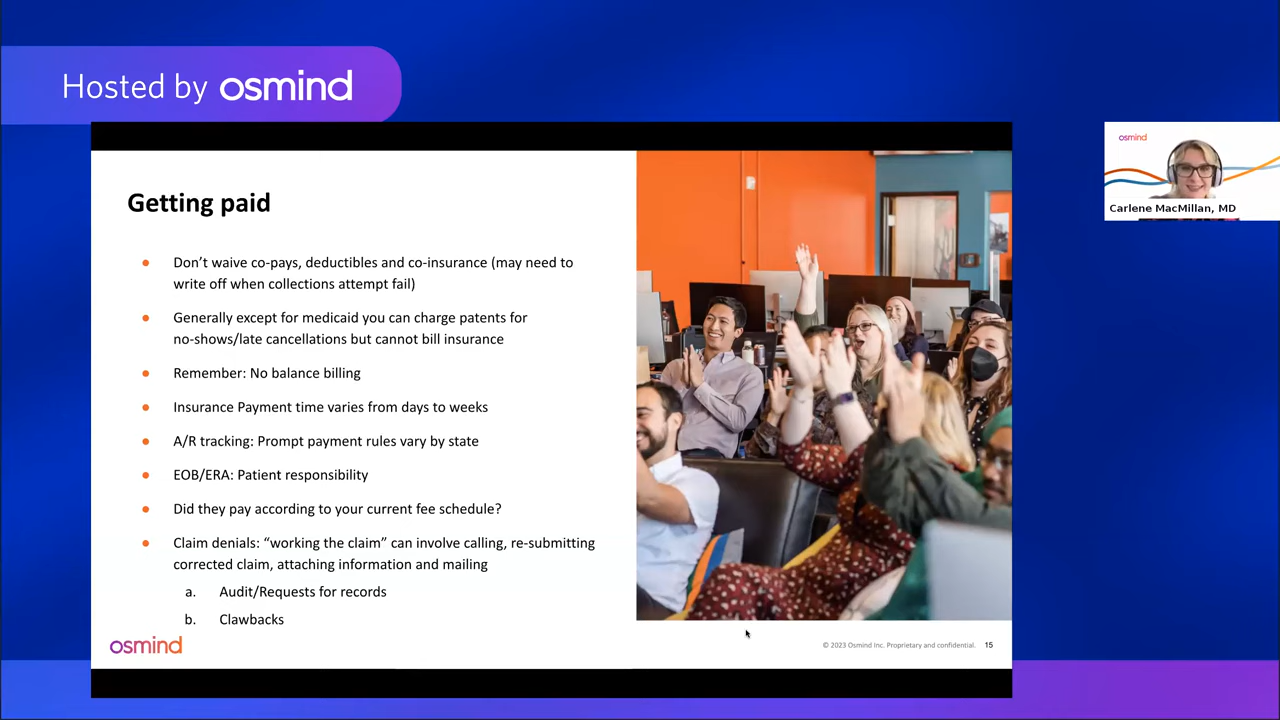 Hosted by osmind
Getting paid
Don't waive co-pays, deductibles and co-insurance (may need to
write off when collections attempt fail)
Generally except for medicaid you can charge patents for
no-shows/late cancellations but cannot bill insurance
Remember: No balance billing
Insurance Payment time varies from days to weeks
A/R tracking: Prompt payment rules vary by state
EOB/ERA: Patient responsibility
Did they pay according to your current fee schedule?
Claim denials: “working the claim” can involve calling, re-submitting
corrected claim, attaching information and mailing
a. Audit/Requests for records
b. Clawbacks
osmind
© 2023 Osmind Inc. Proprietary and confidential. 15
osmind
Carlene MacMillan, MD